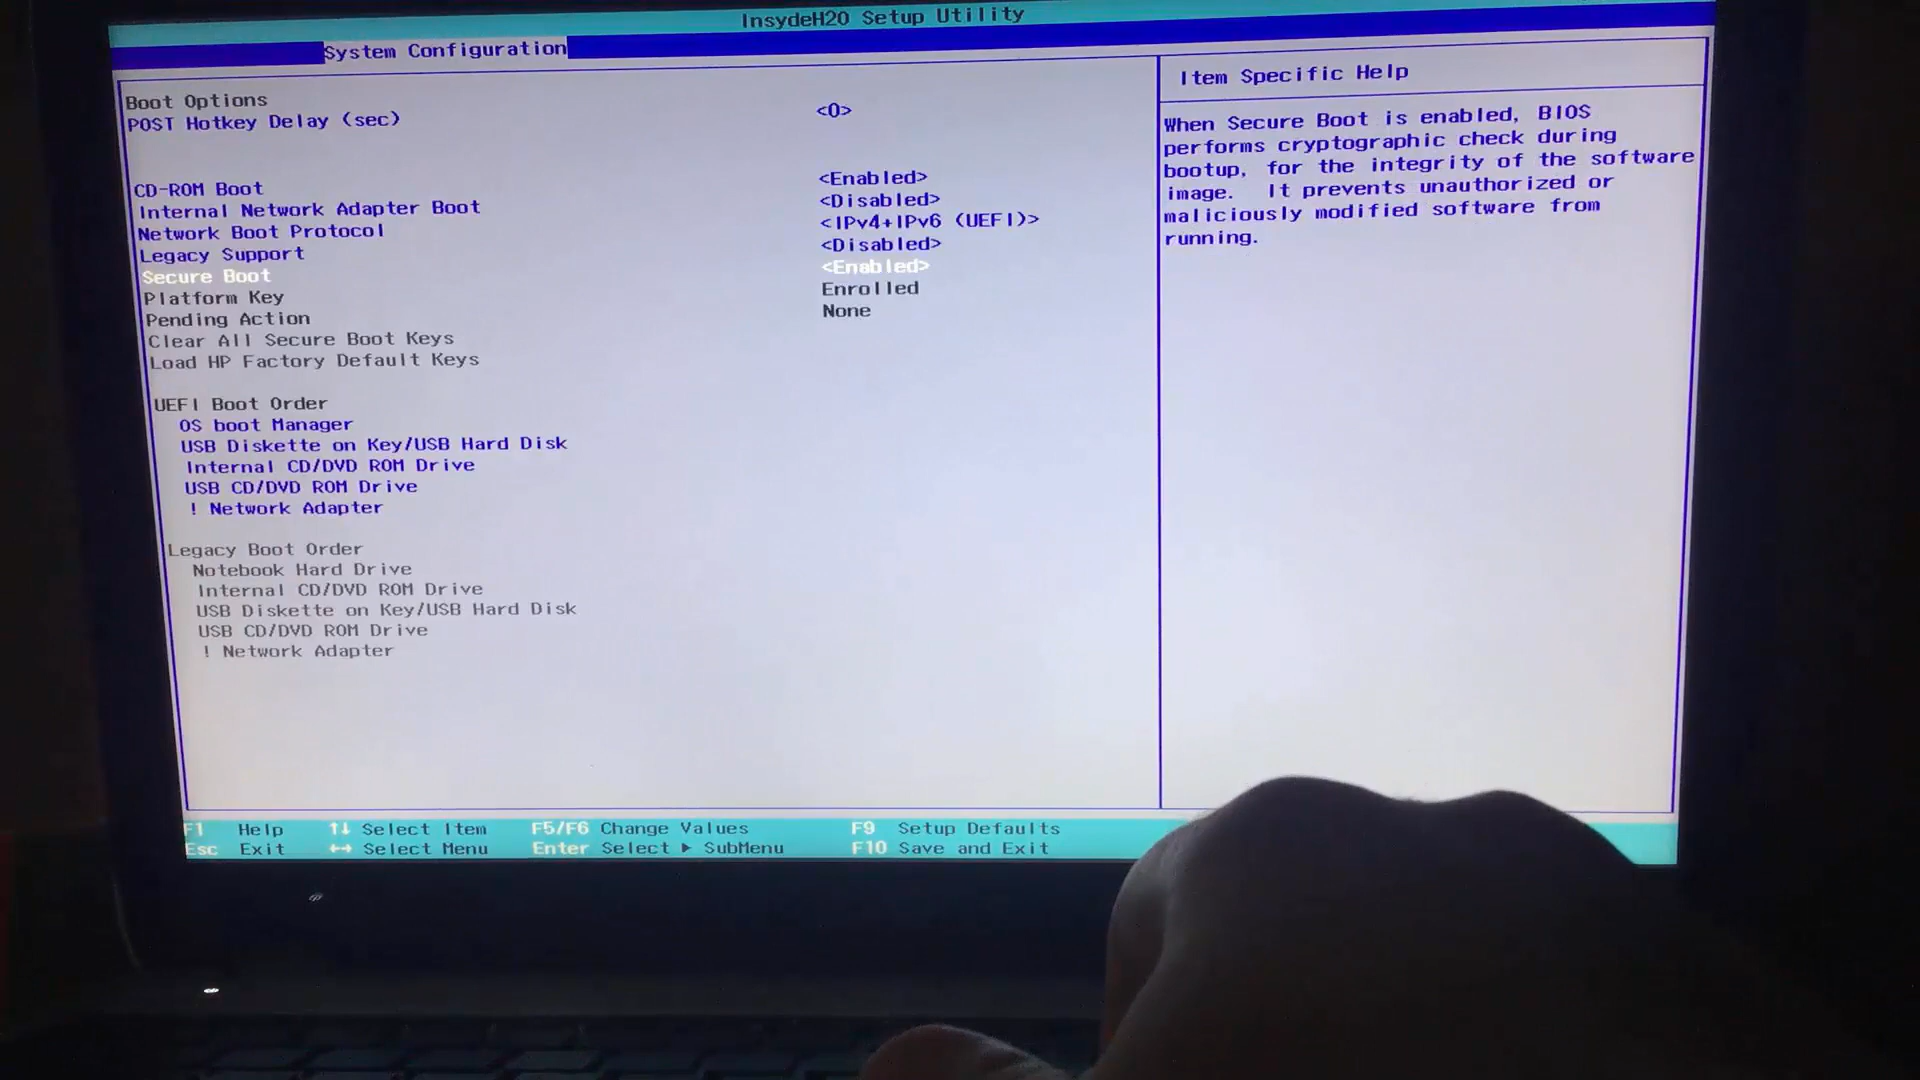 InsydeH20 Setup Utility
System Configuration
Boot Options
POST Hotkey Delay (sec) <0>
CD-ROM Boot <Enabled>
Internal Network Adapter Boot <Disabled>
Network Boot Protocol <IPv4+IPv6 (UEFI)>
Legacy Support <Disabled>
Secure Boot <Enabled>
Platform Key Enrolled
Pending Action None
Clear All Secure Boot Keys
Load HP Factory Default Keys
UEFI Boot Order
OS boot Manager
USB Diskette on Key/USB Hard Disk
Internal CD/DVD ROM Drive
USB CD/DVD ROM Drive
! Network Adapter
Legacy Boot Order
Notebook Hard Drive
Internal CD/DVD ROM Drive
USB Diskette on Key/USB Hard Disk
USB CD/DVD ROM Drive
! Network Adapter
Item Specific Help
When Secure Boot is enabled, BIOS
performs cryptographic check during
bootup, for the integrity of the software
image. It prevents unauthorized or
maliciously modified software from
running.
F1 Help ↑↓ Select Item F5/F6 Change Values F9 Setup Defaults
Esc Exit ←→ Select Menu Enter Select ▶ SubMenu F10 Save and Exit